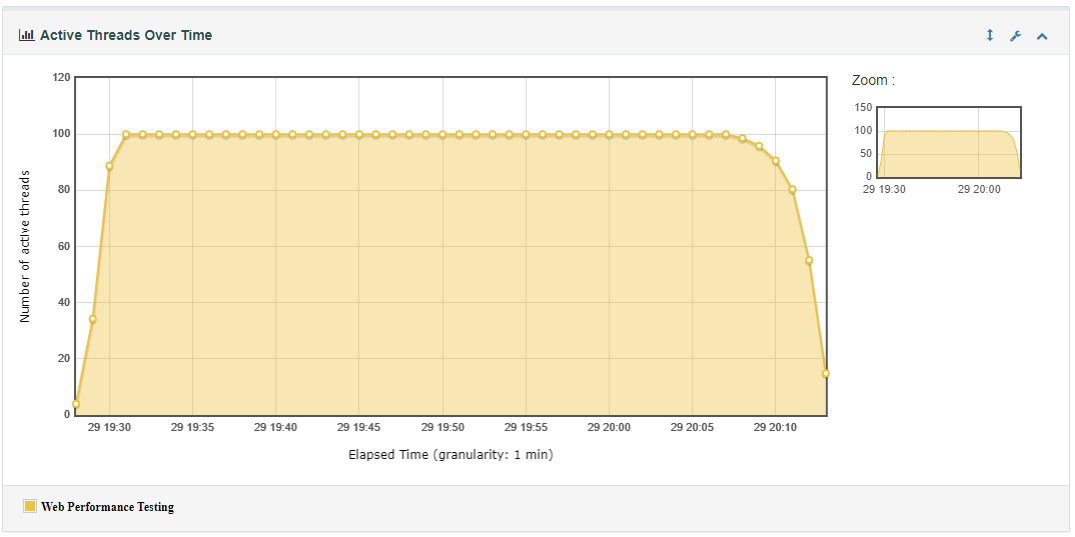 Active Threads Over Time
Zoom :
120
100
80
60
40
20
0
Number of active threads
29 19:30 29 19:35 29 19:40 29 19:45 29 19:50 29 19:55 29 20:00 29 20:05 29 20:10
Elapsed Time (granularity: 1 min)
150
100
50
0
29 19:30 29 20:00
Web Performance Testing